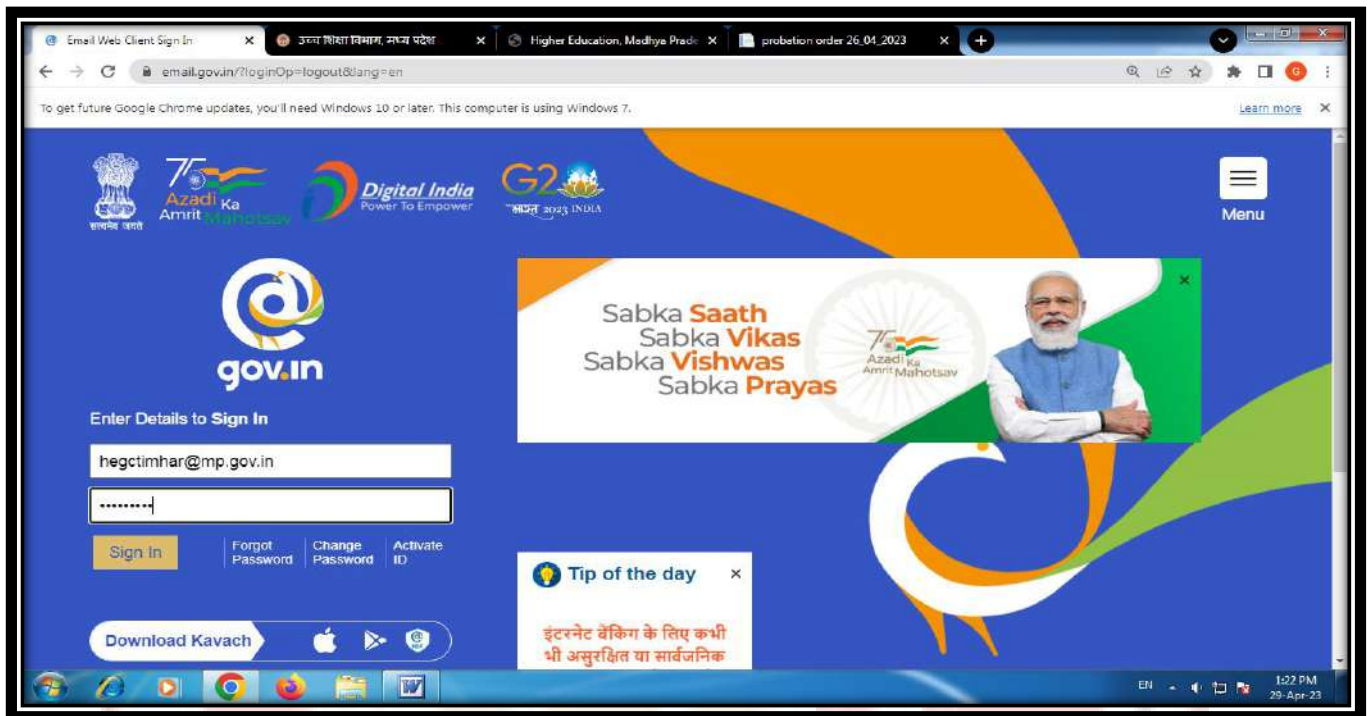 Email Web Client Sign In
उच्च शिक्षा विभाग, मध्य प्रदेश
Higher Education, Madhya Prade
probation order 26_04_2023
email.gov.in/?loginOp=logout&lang=en
G
To get future Google Chrome updates, you'll need Windows 10 or later. This computer is using Windows 7.
Learn more
सत्यमेव जयते
75
Azadi Ka
Amrit Mahotsav
Digital India
Power To Empower
G2
भारत 2023 INDIA
Menu
gov.in
Sabka Saath
Sabka Vikas
Sabka Vishwas
Sabka Prayas
75
Azadi Ka
Amrit Mahotsav
Enter Details to Sign In
hegctimhar@mp.gov.in
•••••••••
Sign In
Forgot Password
Change Password
Activate ID
Download Kavach
Tip of the day
इंटरनेट बैंकिंग के लिए कभी
भी असुरक्षित या सार्वजनिक
EN
1:22 PM
29-Apr-23